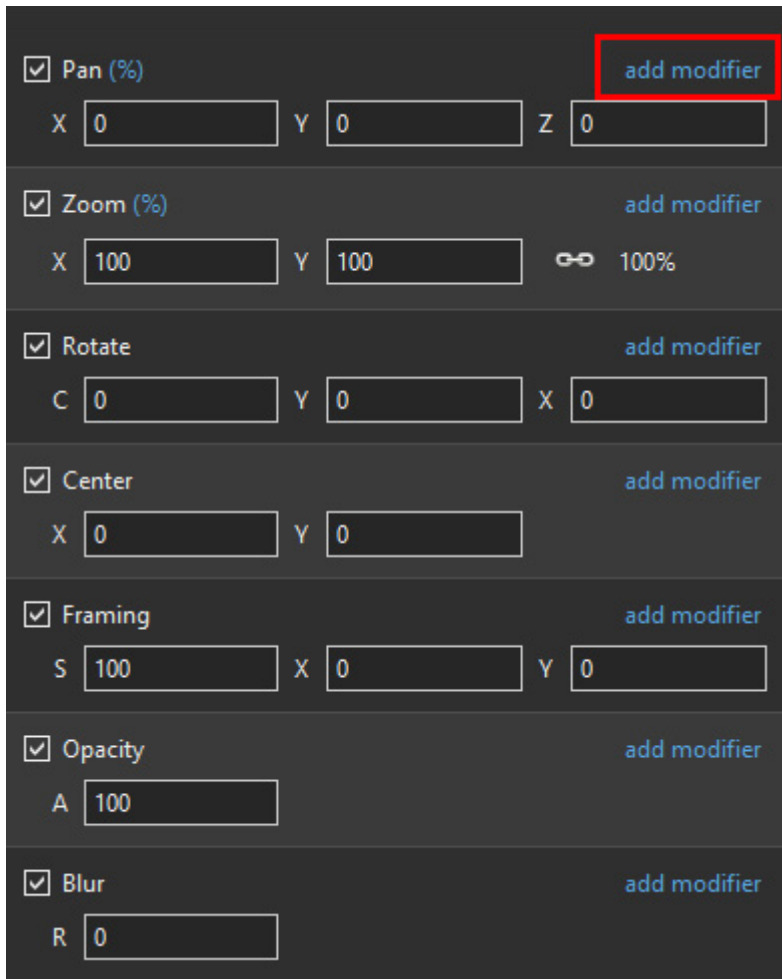 Pan (%) add modifier
X 0 Y 0 Z 0
Zoom (%) add modifier
X 100 Y 100 100%
Rotate add modifier
C 0 Y 0 X 0
Center add modifier
X 0 Y 0
Framing add modifier
S 100 X 0 Y 0
Opacity add modifier
A 100
Blur add modifier
R 0